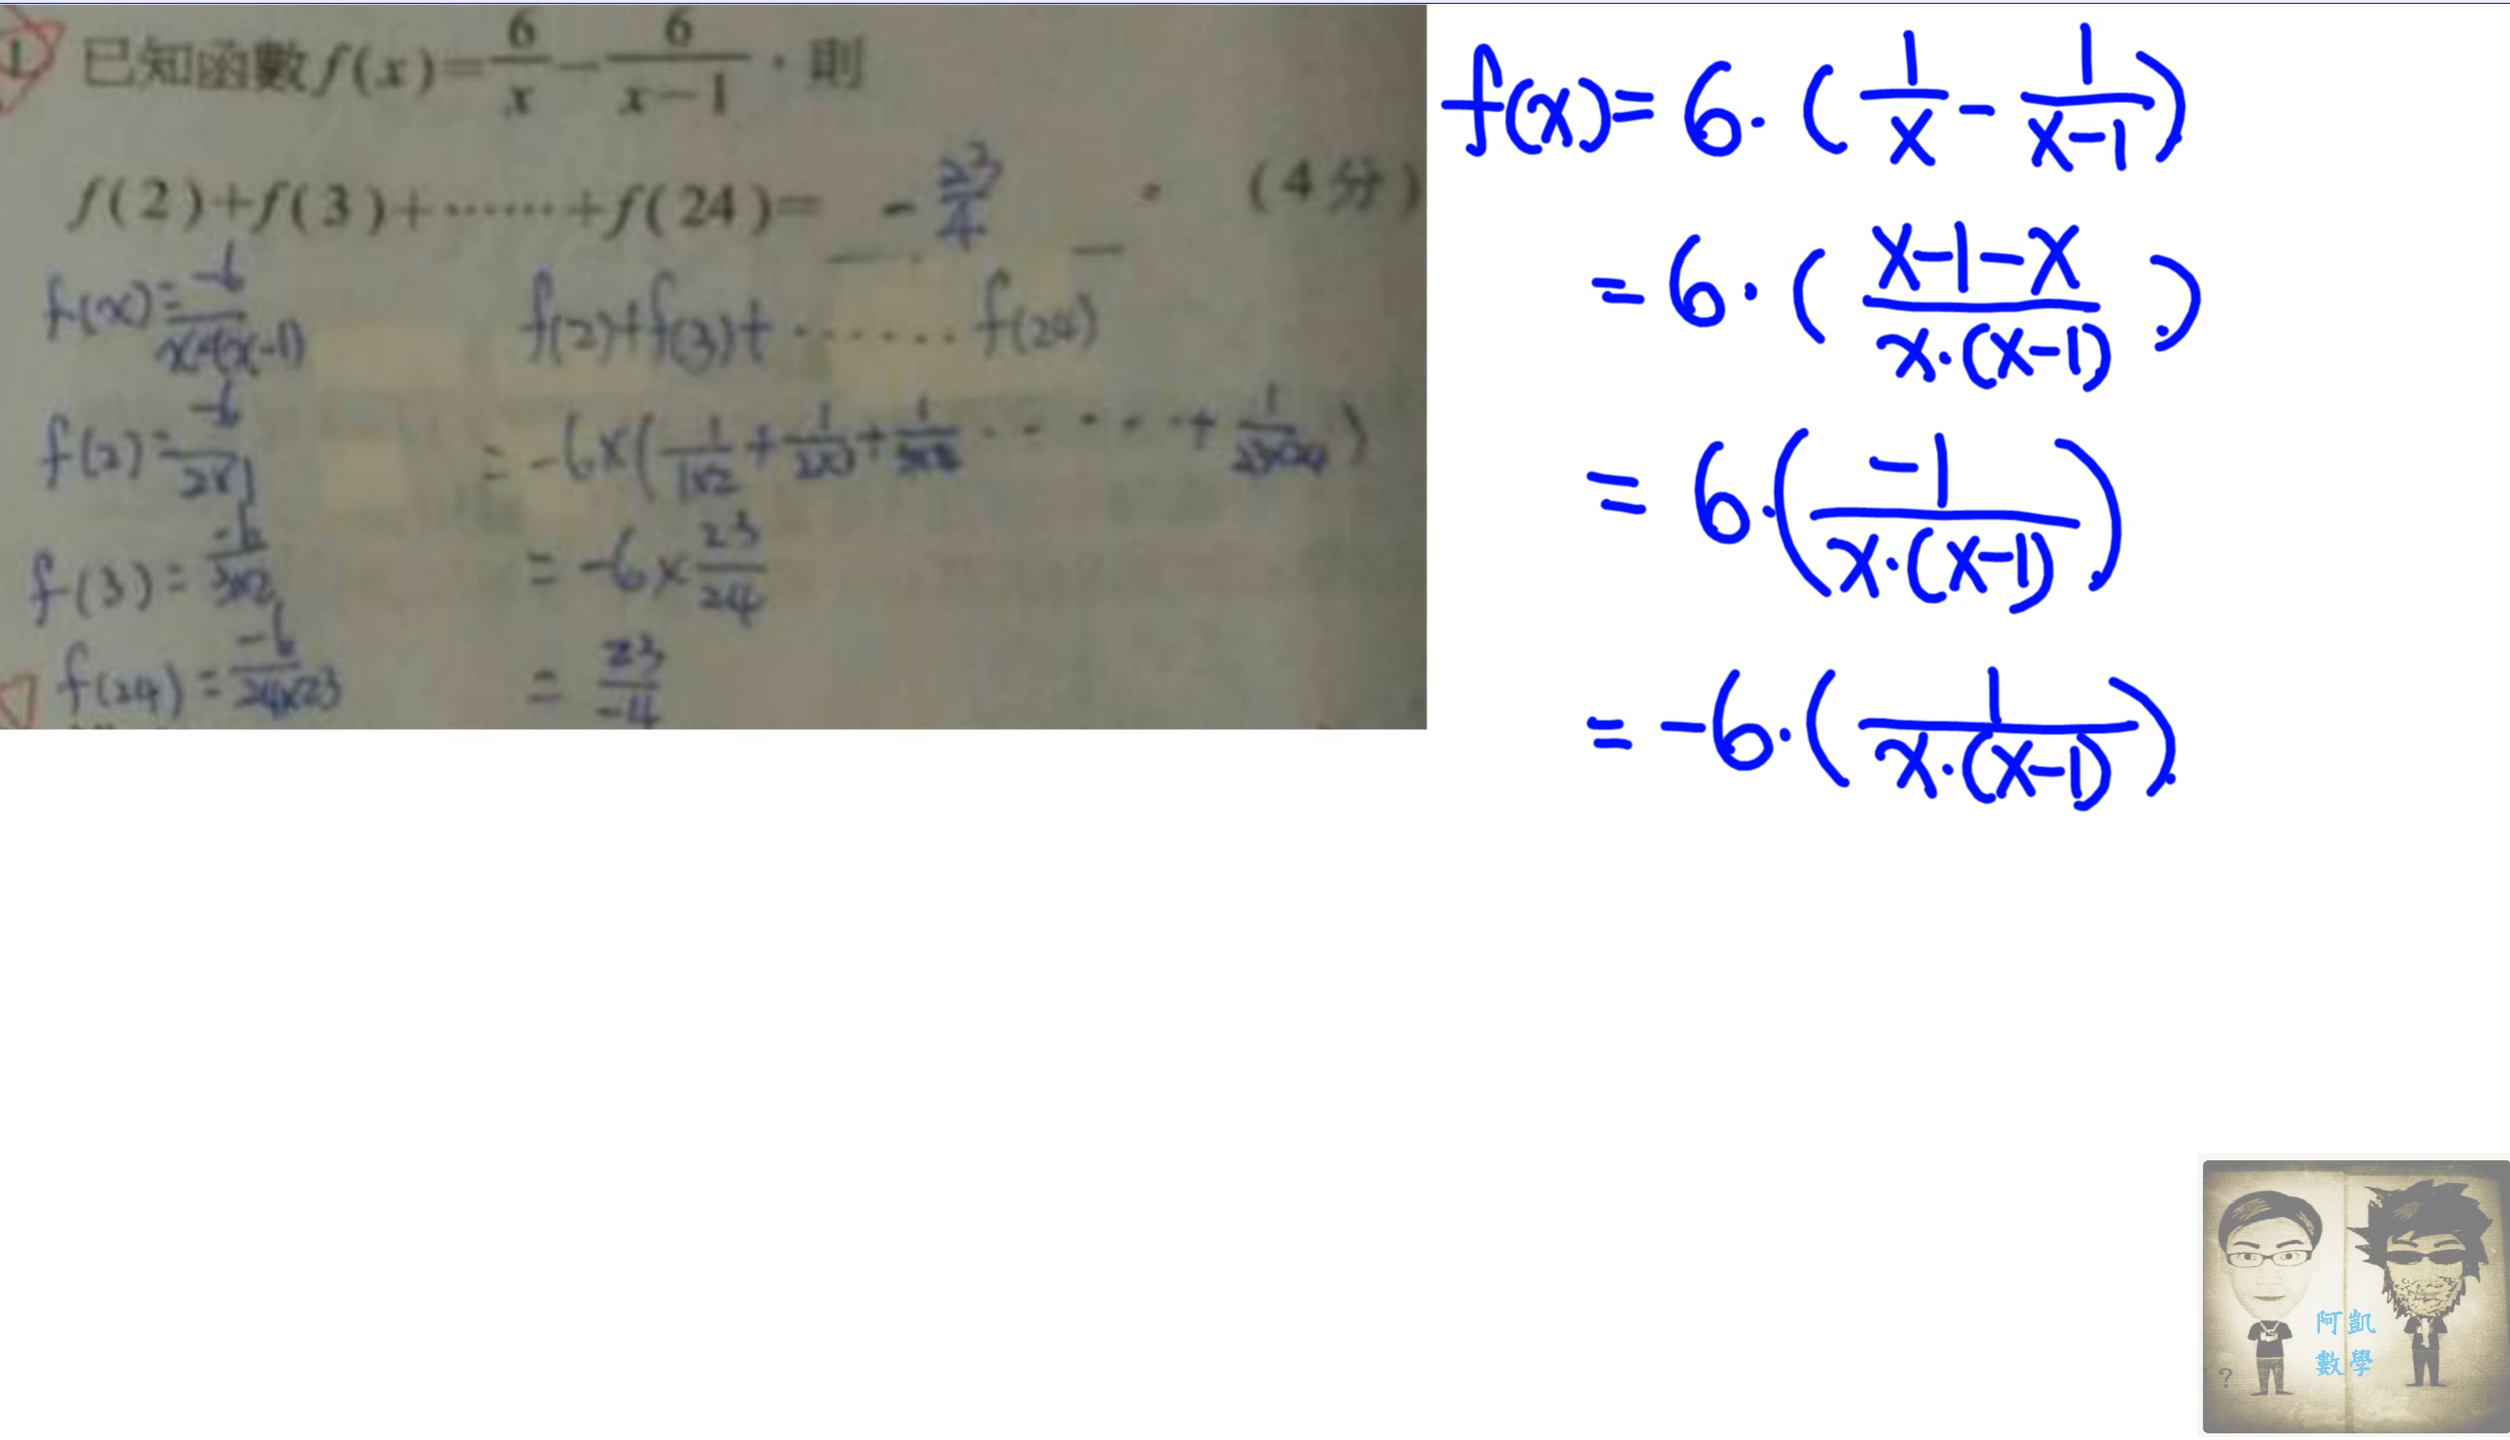 1 已知函數 f(x)=6/x-6/(x-1),則
f(2)+f(3)+……+f(24)= -23/4 。 (4分)
f(x)=-6/x(x-1)
f(2)+f(3)+……f(24)
f(2)=-6/2×1
=-6×(1/1×2+1/2×3+……+1/23×24)
f(3)=-6/3×2
=-6×23/24
f(24)=-6/24×23
=23/-4
f(x)=6·(1/x-1/(x-1))
=6·((x-1-x)/(x·(x-1)))
=6·(-1/(x·(x-1)))
=-6·(1/(x·(x-1)))
?
阿凱
數學